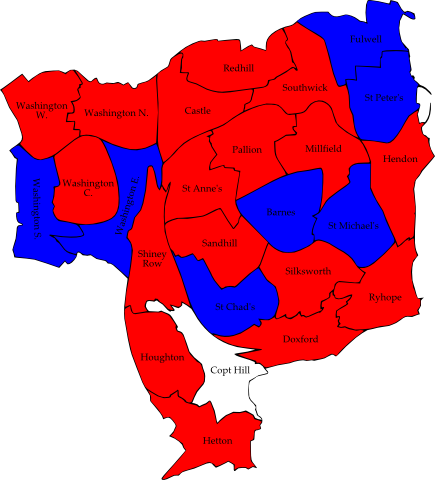 Fulwell
Redhill
Southwick
St Peter's
Washington
W.
Washington N.
Castle
Pallion
Millfield
Hendon
Washington
C.
St Anne's
Washington S.
Washington E.
Barnes
St Michael's
Sandhill
Shiney
Row
Silksworth
Ryhope
St Chad's
Doxford
Houghton
Copt Hill
Hetton